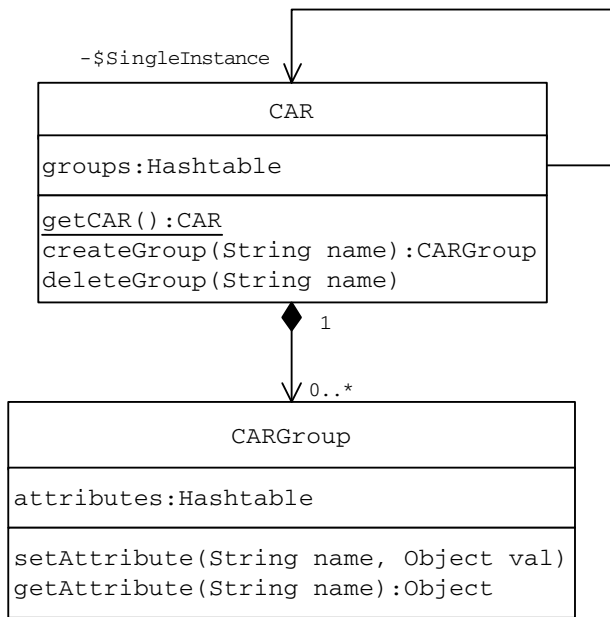 -$SingleInstance
CAR
groups:Hashtable
getCAR():CAR
createGroup(String name):CARGroup
deleteGroup(String name)
1
0..*
CARGroup
attributes:Hashtable
setAttribute(String name, Object val)
getAttribute(String name):Object